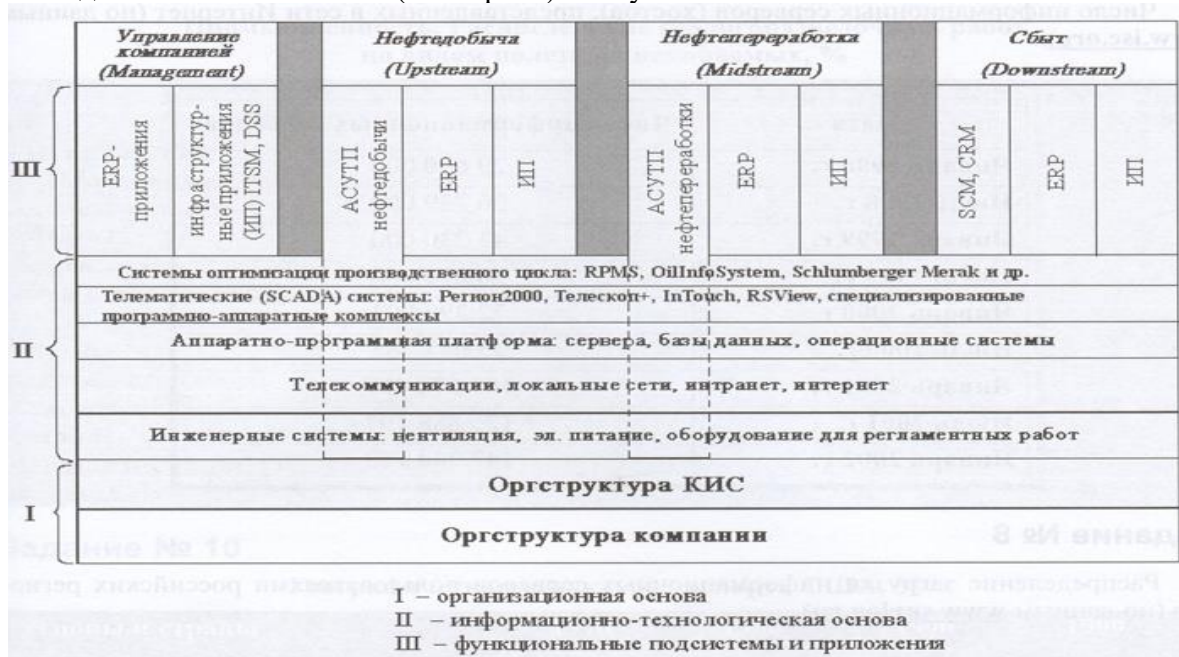 Управление Нефтедобыча Нефтепереработка Сбыт
компанией
(Management) (Upstream) (Midstream) (Downstream)
III
ERP-
приложения
инфраструктур-
ные приложения
(ИП) ITSM, DSS
АСУТП
нефтедобычи
ERP
ИП
АСУТП
нефтепереработки
ERP
ИП
SCM, CRM
ERP
ИП
II
Системы оптимизации производственного цикла: RPMS, OilInfoSystem, Schlumberger Merak и др.
Телематические (SCADA) системы: Регион2000, Телескоп+, InTouch, RSView, специализированные
программно-аппаратные комплексы
Аппаратно-программная платформа: сервера, базы данных, операционные системы
Телекоммуникации, локальные сети, интранет, интернет
Инженерные системы: вентиляция, эл. питание, оборудование для регламентных работ
I
Оргструктура КИС
Оргструктура компании
I – организационная основа
II – информационно-технологическая основа
III – функциональные подсистемы и приложения